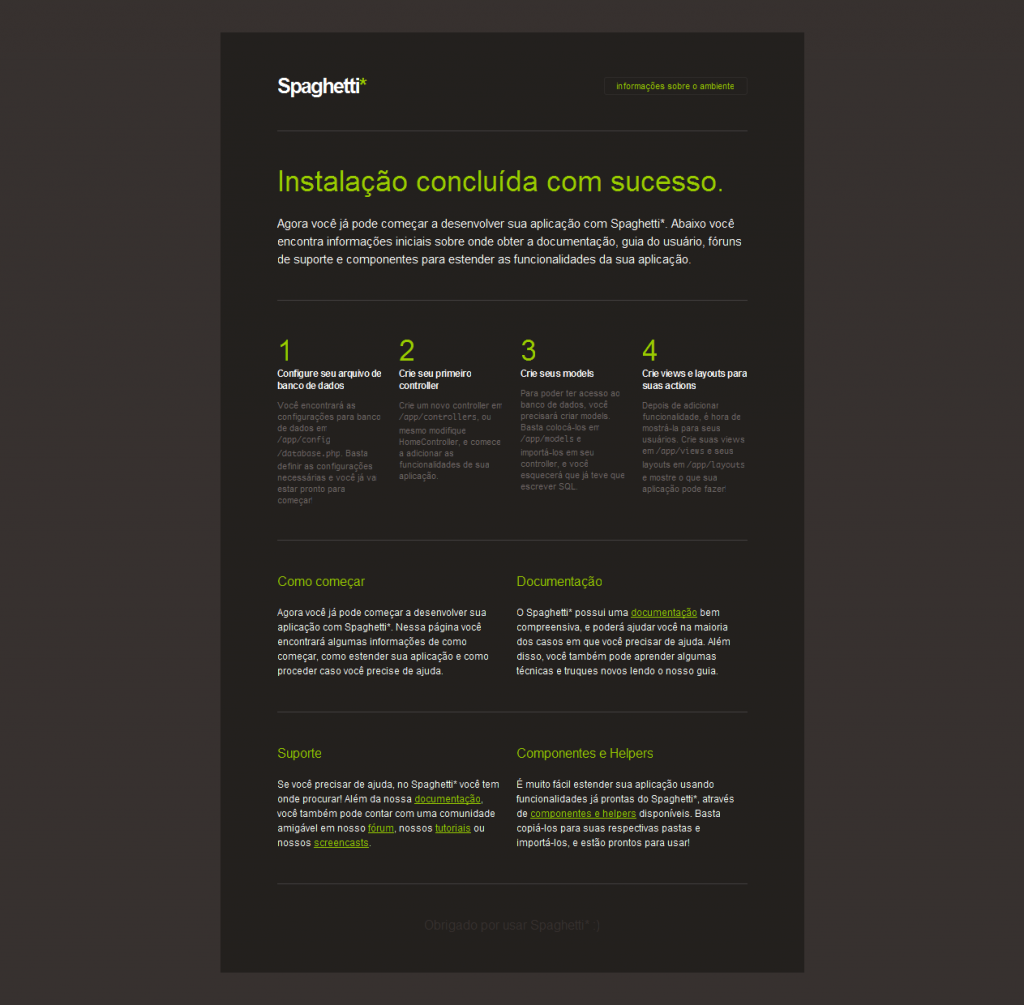 Spaghetti*
informações sobre o ambiente
Instalação concluída com sucesso.
Agora você já pode começar a desenvolver sua aplicação com Spaghetti*. Abaixo você
encontra informações iniciais sobre onde obter a documentação, guia do usuário, fóruns
de suporte e componentes para estender as funcionalidades da sua aplicação.
1
Configure seu arquivo de
banco de dados
Você encontrará as
configurações para banco
de dados em
/app/config
/database.php. Basta
definir as configurações
necessárias e você já va
estar pronto para
começar
2
Crie seu primeiro
controller
Crie um novo controller em
/app/controllers, ou
mesmo modifique
HomeController, e comece
a adicionar as
funcionalidades de sua
aplicação.
3
Crie seus models
Para poder ter acesso ao
banco de dados, você
precisará criar models.
Basta colocá-los em
/app/models e
importá-los em seu
controller, e você
esquecerá que já teve que
escrever SQL.
4
Crie views e layouts para
suas actions
Depois de adicionar
funcionalidade, é hora de
mostrá-la para seus
usuários. Crie suas views
em /app/views e seus
layouts em /app/layouts
e mostre o que sua
aplicação pode fazer
Como começar
Agora você já pode começar a desenvolver sua
aplicação com Spaghetti*. Nessa página você
encontrará algumas informações de como
começar, como estender sua aplicação e como
proceder caso você precise de ajuda.
Documentação
O Spaghetti* possui uma documentação bem
compreensiva, e poderá ajudar você na maioria
dos casos em que você precisar de ajuda. Além
disso, você também pode aprender algumas
técnicas e truques novos lendo o nosso guia.
Suporte
Se você precisar de ajuda, no Spaghetti* você tem
onde procurar! Além da nossa documentação,
você também pode contar com uma comunidade
amigável em nosso fórum, nossos tutoriais ou
nossos screencasts.
Componentes e Helpers
É muito fácil estender sua aplicação usando
funcionalidades já prontas do Spaghetti*, através
de componentes e helpers disponíveis. Basta
copiá-los para suas respectivas pastas e
importá-los, e estão prontos para usar!
Obrigado por usar Spaghetti* :)